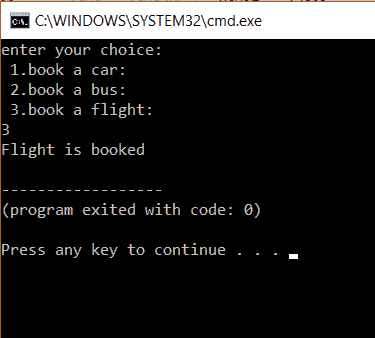 C:\WINDOWS\SYSTEM32\cmd.exe
enter your choice:
 1.book a car:
 2.book a bus:
 3.book a flight:
3
Flight is booked
------------------
(program exited with code: 0)
Press any key to continue . . .